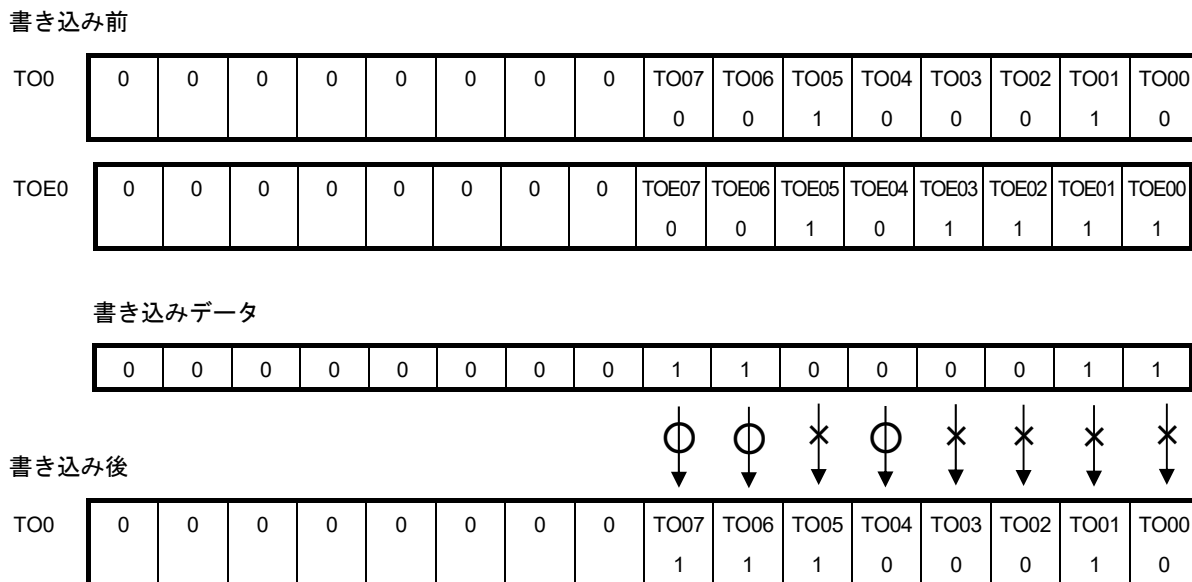 書き込み前
TO0 0 0 0 0 0 0 0 0 TO07 TO06 TO05 TO04 TO03 TO02 TO01 TO00
0 0 1 0 0 0 1 0
TOE0 0 0 0 0 0 0 0 0 TOE07 TOE06 TOE05 TOE04 TOE03 TOE02 TOE01 TOE00
0 0 1 0 1 1 1 1
書き込みデータ
0 0 0 0 0 0 0 0 1 1 0 0 0 0 1 1
書き込み後
TO0 0 0 0 0 0 0 0 0 TO07 TO06 TO05 TO04 TO03 TO02 TO01 TO00
1 1 1 0 0 0 1 0